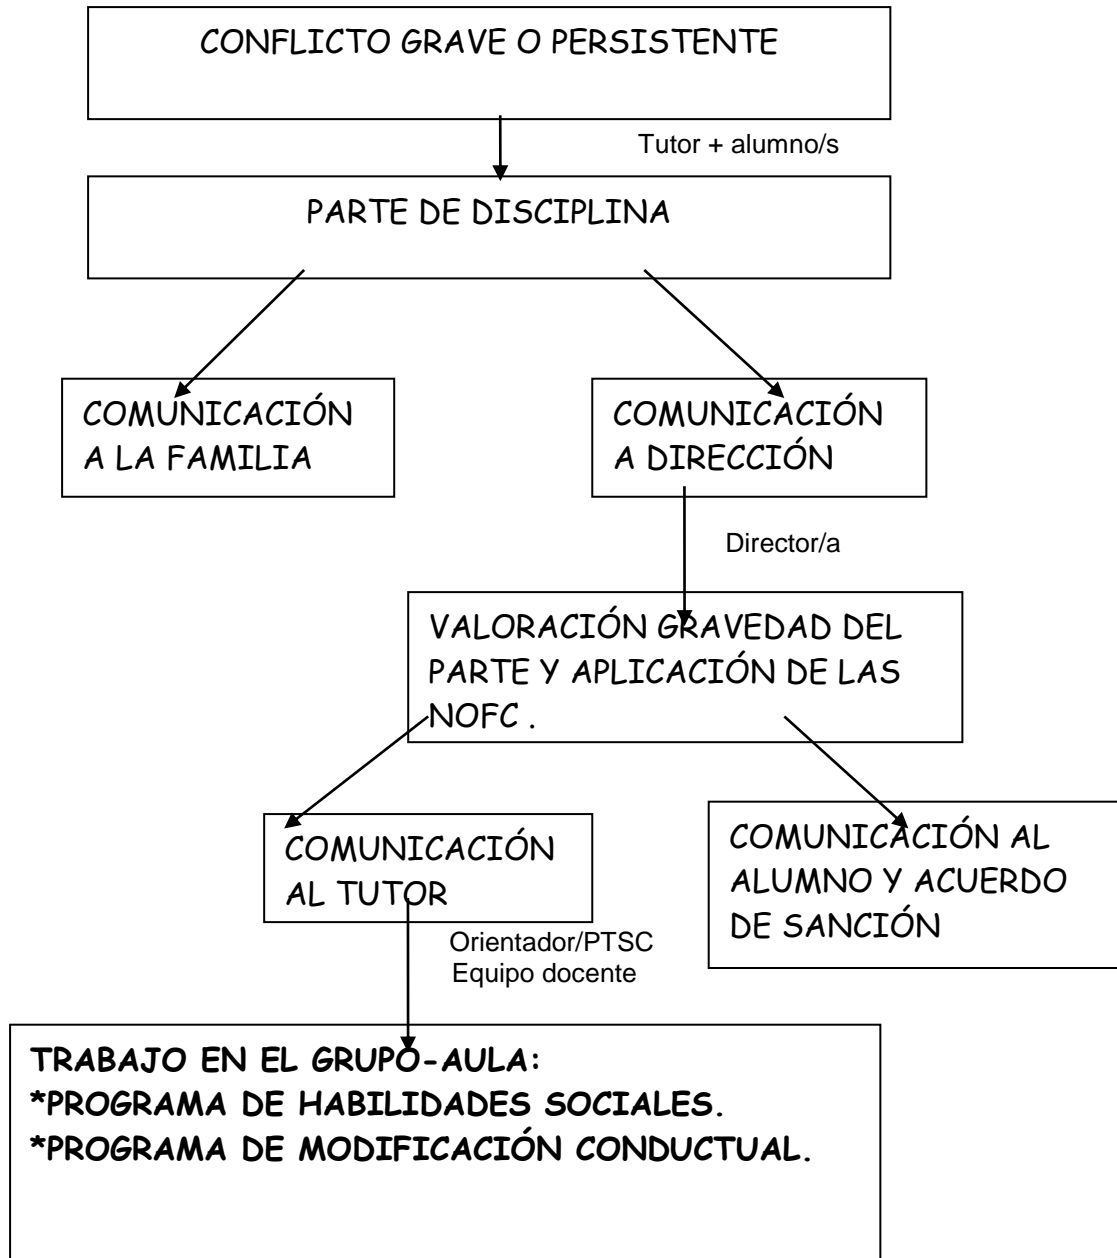 CONFLICTO GRAVE O PERSISTENTE
Tutor + alumno/s
PARTE DE DISCIPLINA
COMUNICACIÓN
A LA FAMILIA
COMUNICACIÓN
A DIRECCIÓN
Director/a
VALORACIÓN GRAVEDAD DEL
PARTE Y APLICACIÓN DE LAS
NOFC .
COMUNICACIÓN
AL TUTOR
COMUNICACIÓN AL
ALUMNO Y ACUERDO
DE SANCIÓN
Orientador/PTSC
Equipo docente
TRABAJO EN EL GRUPO-AULA:
*PROGRAMA DE HABILIDADES SOCIALES.
*PROGRAMA DE MODIFICACIÓN CONDUCTUAL.